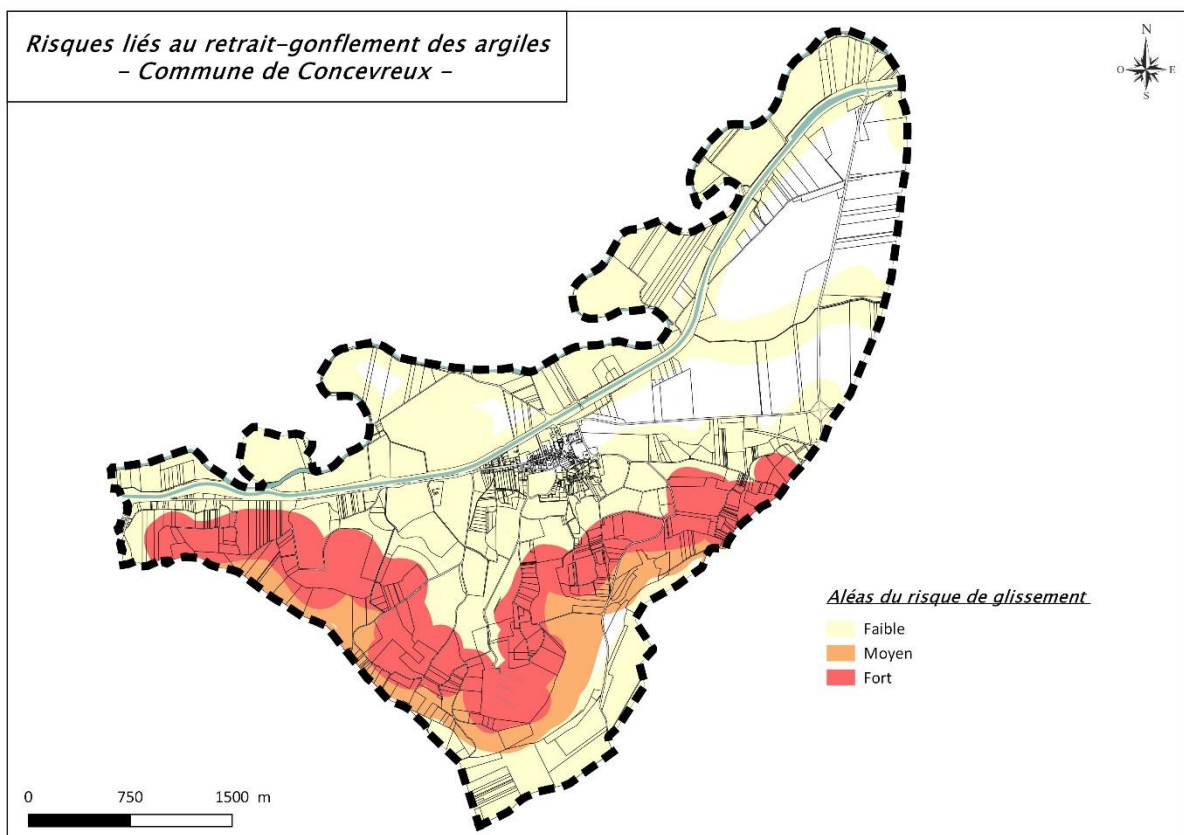 Risques liés au retrait-gonflement des argiles
- Commune de Concevreux -
N
O
E
S
Aléas du risque de glissement
Faible
Moyen
Fort
0 750 1500 m